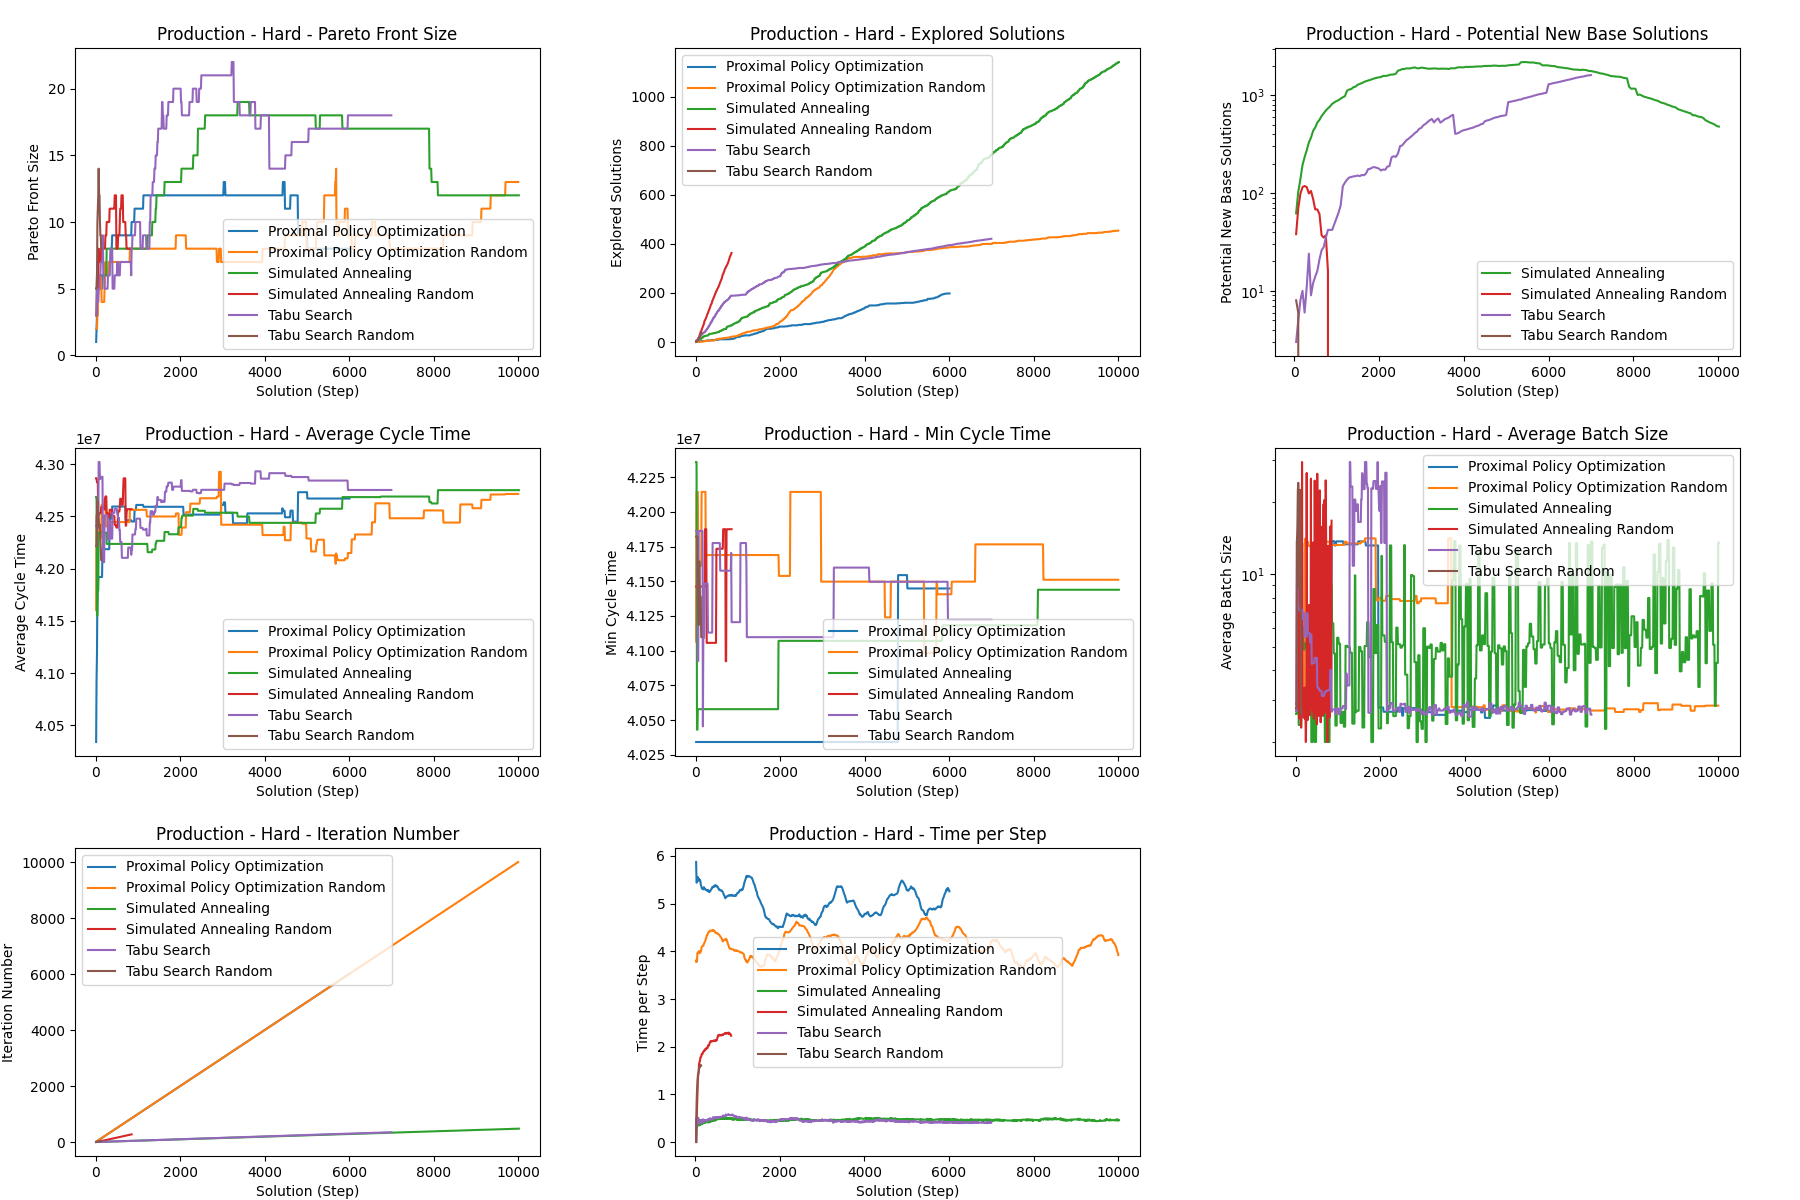 Production - Hard - Pareto Front Size
Pareto Front Size
20
15
10
5
0
Proximal Policy Optimization
Proximal Policy Optimization Random
Simulated Annealing
Simulated Annealing Random
Tabu Search
Tabu Search Random
0 2000 4000 6000 8000 10000
Solution (Step)
Production - Hard - Explored Solutions
Explored Solutions
1000
800
600
400
200
0
Proximal Policy Optimization
Proximal Policy Optimization Random
Simulated Annealing
Simulated Annealing Random
Tabu Search
Tabu Search Random
0 2000 4000 6000 8000 10000
Solution (Step)
Production - Hard - Potential New Base Solutions
Potential New Base Solutions
10³
10²
10¹
Simulated Annealing
Simulated Annealing Random
Tabu Search
Tabu Search Random
0 2000 4000 6000 8000 10000
Solution (Step)
Production - Hard - Average Cycle Time
1e7
Average Cycle Time
4.30
4.25
4.20
4.15
4.10
4.05
Proximal Policy Optimization
Proximal Policy Optimization Random
Simulated Annealing
Simulated Annealing Random
Tabu Search
Tabu Search Random
0 2000 4000 6000 8000 10000
Solution (Step)
Production - Hard - Min Cycle Time
1e7
Min Cycle Time
4.225
4.200
4.175
4.150
4.125
4.100
4.075
4.050
4.025
Proximal Policy Optimization
Proximal Policy Optimization Random
Simulated Annealing
Simulated Annealing Random
Tabu Search
Tabu Search Random
0 2000 4000 6000 8000 10000
Solution (Step)
Production - Hard - Average Batch Size
Average Batch Size
10¹
Proximal Policy Optimization
Proximal Policy Optimization Random
Simulated Annealing
Simulated Annealing Random
Tabu Search
Tabu Search Random
0 2000 4000 6000 8000 10000
Solution (Step)
Production - Hard - Iteration Number
Iteration Number
10000
8000
6000
4000
2000
0
Proximal Policy Optimization
Proximal Policy Optimization Random
Simulated Annealing
Simulated Annealing Random
Tabu Search
Tabu Search Random
0 2000 4000 6000 8000 10000
Solution (Step)
Production - Hard - Time per Step
Time per Step
6
5
4
3
2
1
0
Proximal Policy Optimization
Proximal Policy Optimization Random
Simulated Annealing
Simulated Annealing Random
Tabu Search
Tabu Search Random
0 2000 4000 6000 8000 10000
Solution (Step)